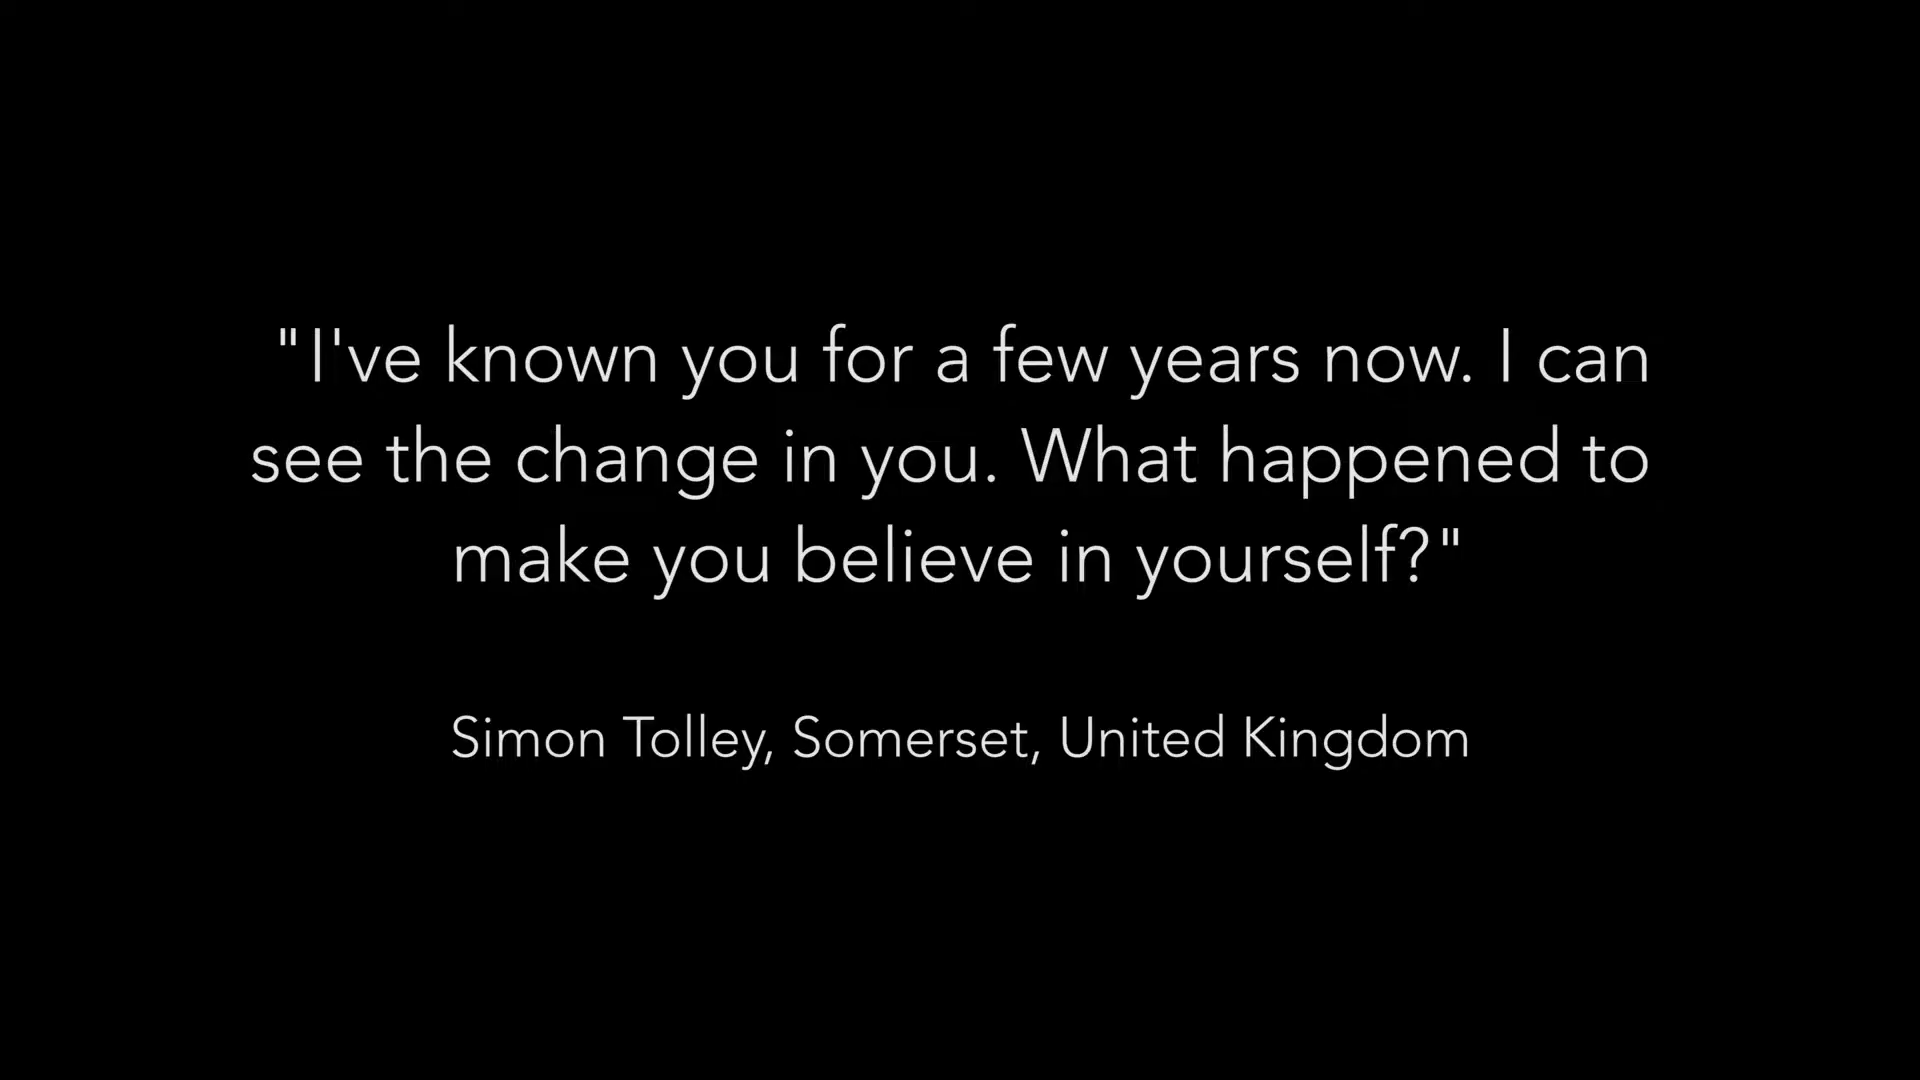 "I've known you for a few years now. I can
see the change in you. What happened to
make you believe in yourself?"
Simon Tolley, Somerset, United Kingdom